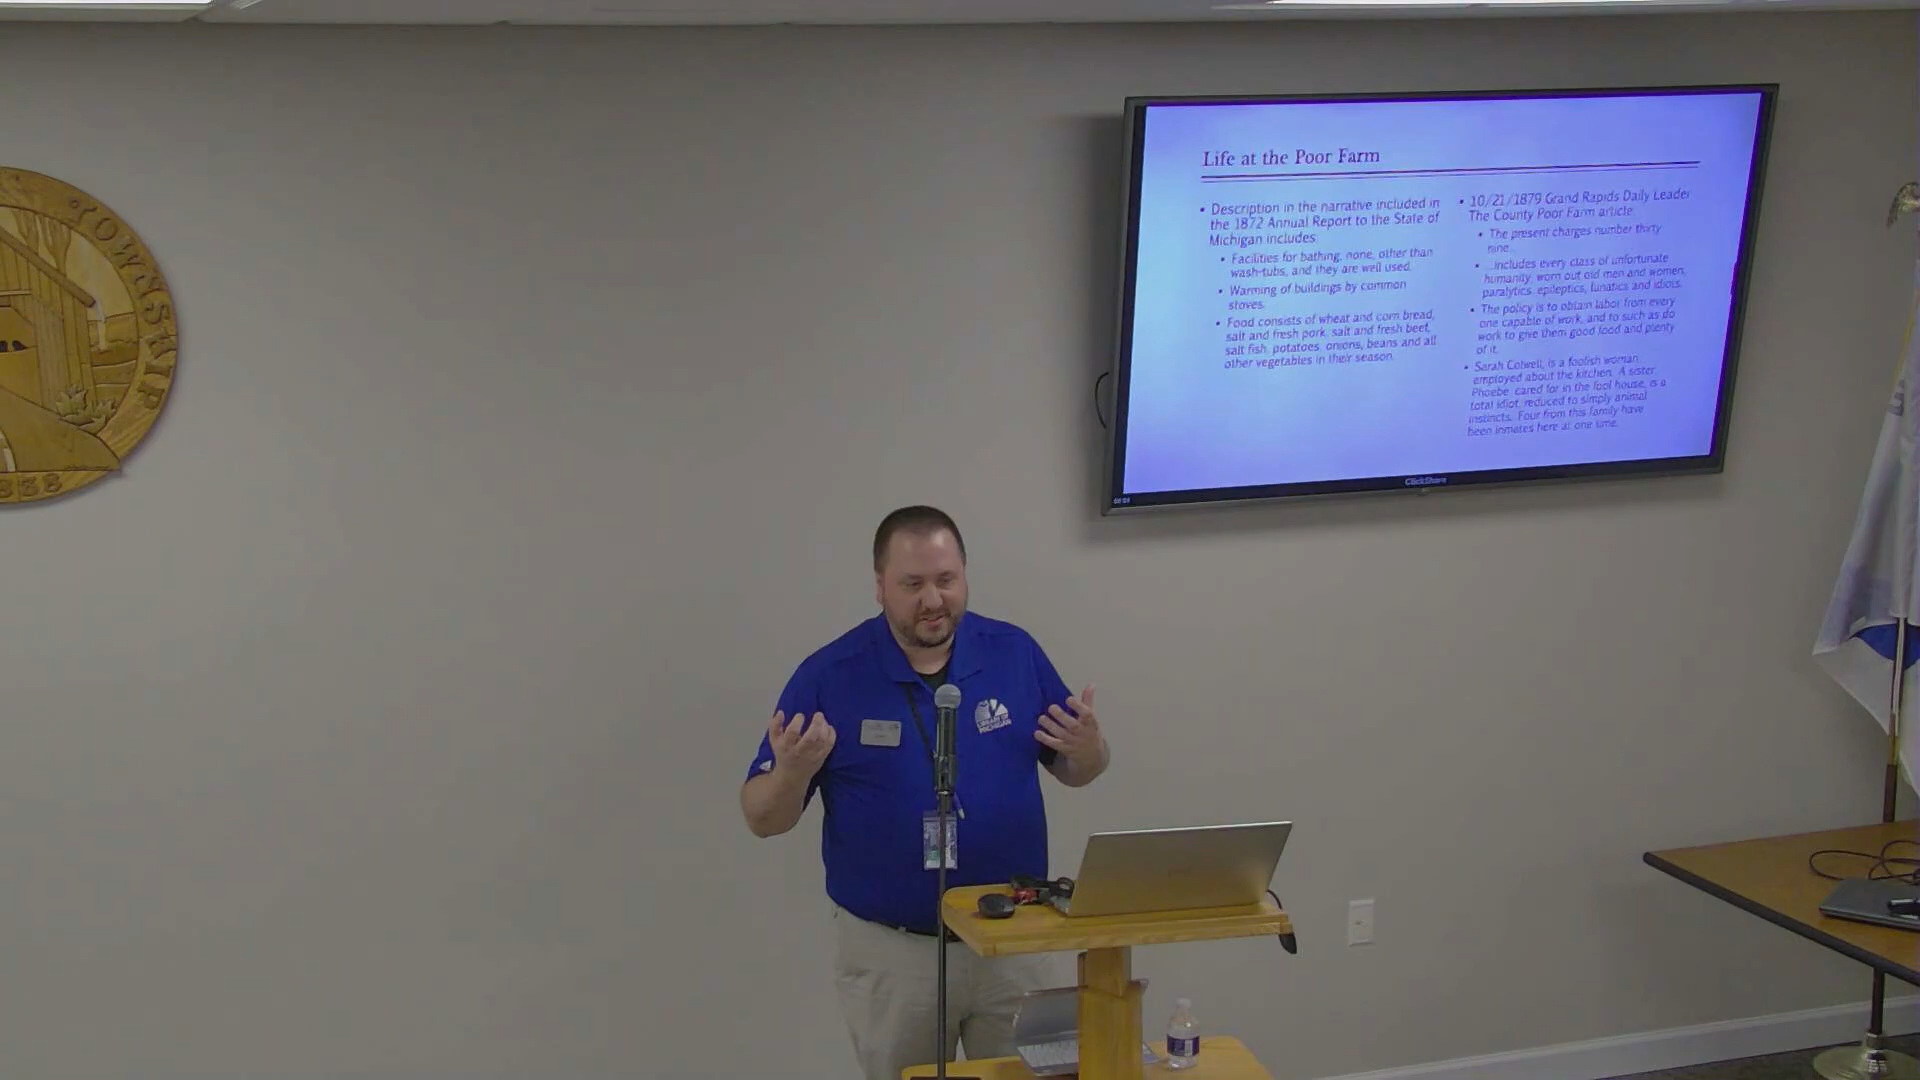 TOWNSHIP
838
Life at the Poor Farm
• Description in the narrative included in
the 1872 Annual Report to the State of
Michigan includes
• Facilities for bathing, none, other than
wash-tubs, and they are well used.
• Warming of buildings by common
stoves.
• Food consists of wheat and corn bread,
salt and fresh pork, salt and fresh beef,
salt fish, potatoes, onions, beans and all
other vegetables in their season.
• 10/21/1879 Grand Rapids Daily Leader
The County Poor Farm article:
• The present charges number thirty
nine...
• ...includes every class of unfortunate
humanity, worn out old men and women,
paralytics, epileptics, lunatics and idiots.
• The policy is to obtain labor from every
one capable of work, and to such as do
work to give them good food and plenty
of it.
• Sarah Colwell, is a foolish woman
employed about the kitchen. A sister,
Phoebe, cared for in the fool house, is a
total idiot, reduced to simply animal
instincts. Four from this family have
been inmates here at one time.
ClickShare
LIBRARY OF
MICHIGAN